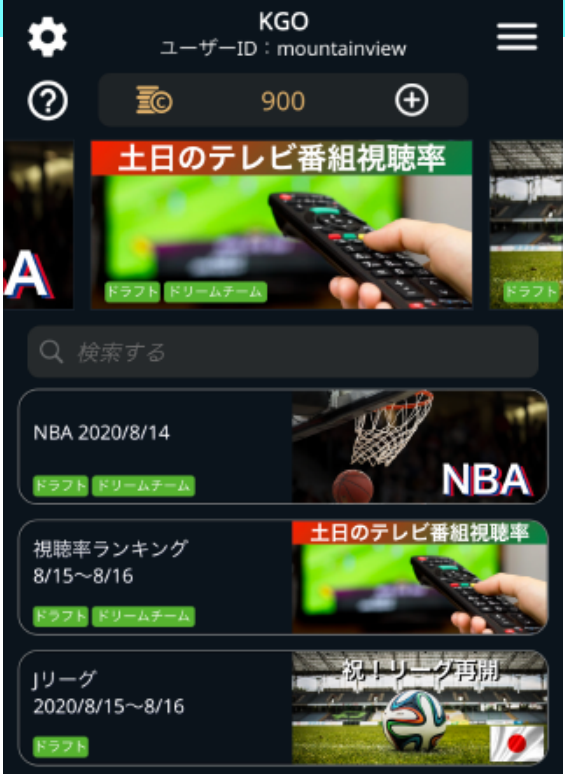 KGO
ユーザーID：mountainview
900
土日のテレビ番組視聴率
A
ドラフト ドリームチーム
ドラフト
検索する
NBA 2020/8/14
ドラフト ドリームチーム
NBA
視聴率ランキング
8/15～8/16
ドラフト ドリームチーム
土日のテレビ番組視聴率
Jリーグ
2020/8/15～8/16
ドラフト
祝！リーグ再開